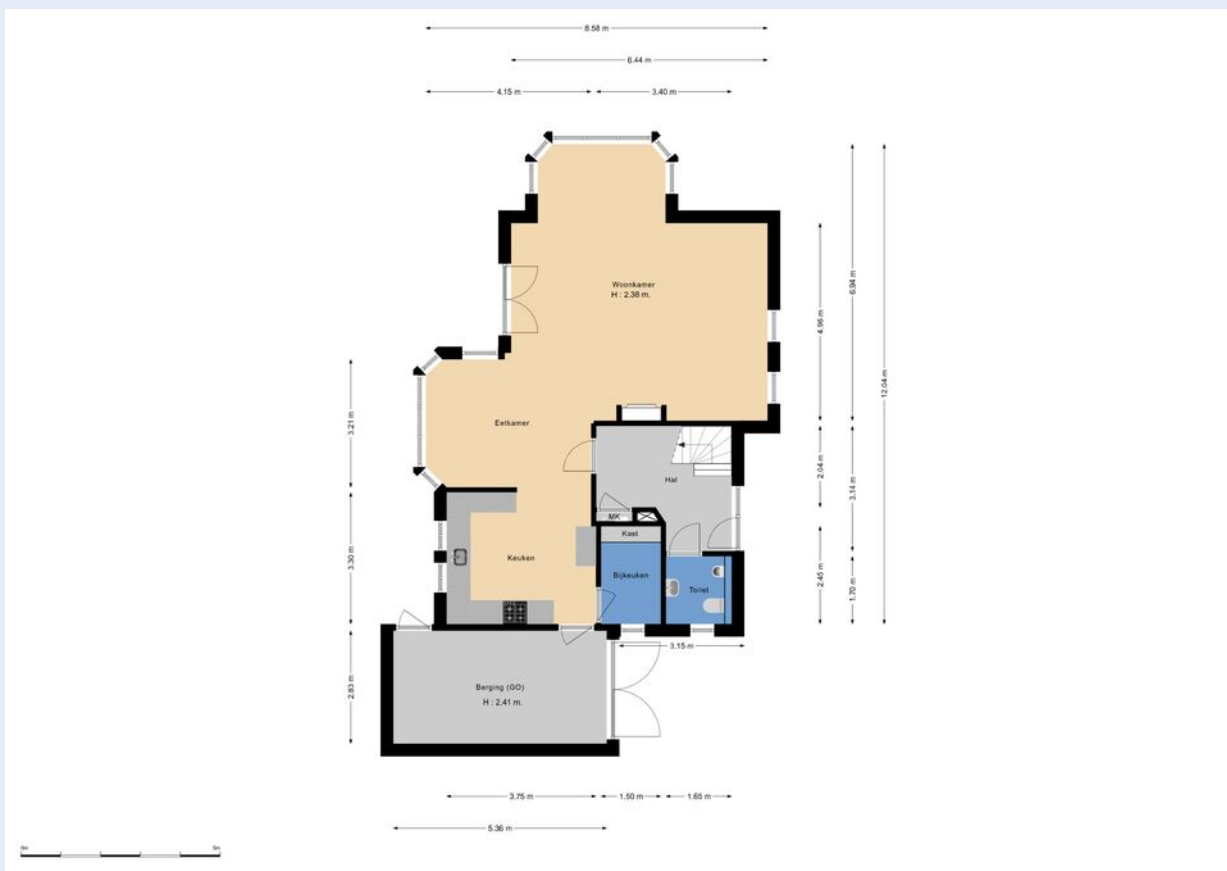 8.58 m
6.44 m
4.15 m
3.40 m
Woonkamer
H : 2.38 m.
4.96 m
6.94 m
12.04 m
3.21 m
Eetkamer
2.04 m
3.14 m
Hal
MK
Kast
3.30 m
Keuken
Bijkeuken
Toilet
2.45 m
1.70 m
3.15 m
2.83 m
Berging (GO)
H : 2.41 m.
3.75 m
1.50 m
1.65 m
5.36 m
0m
5m